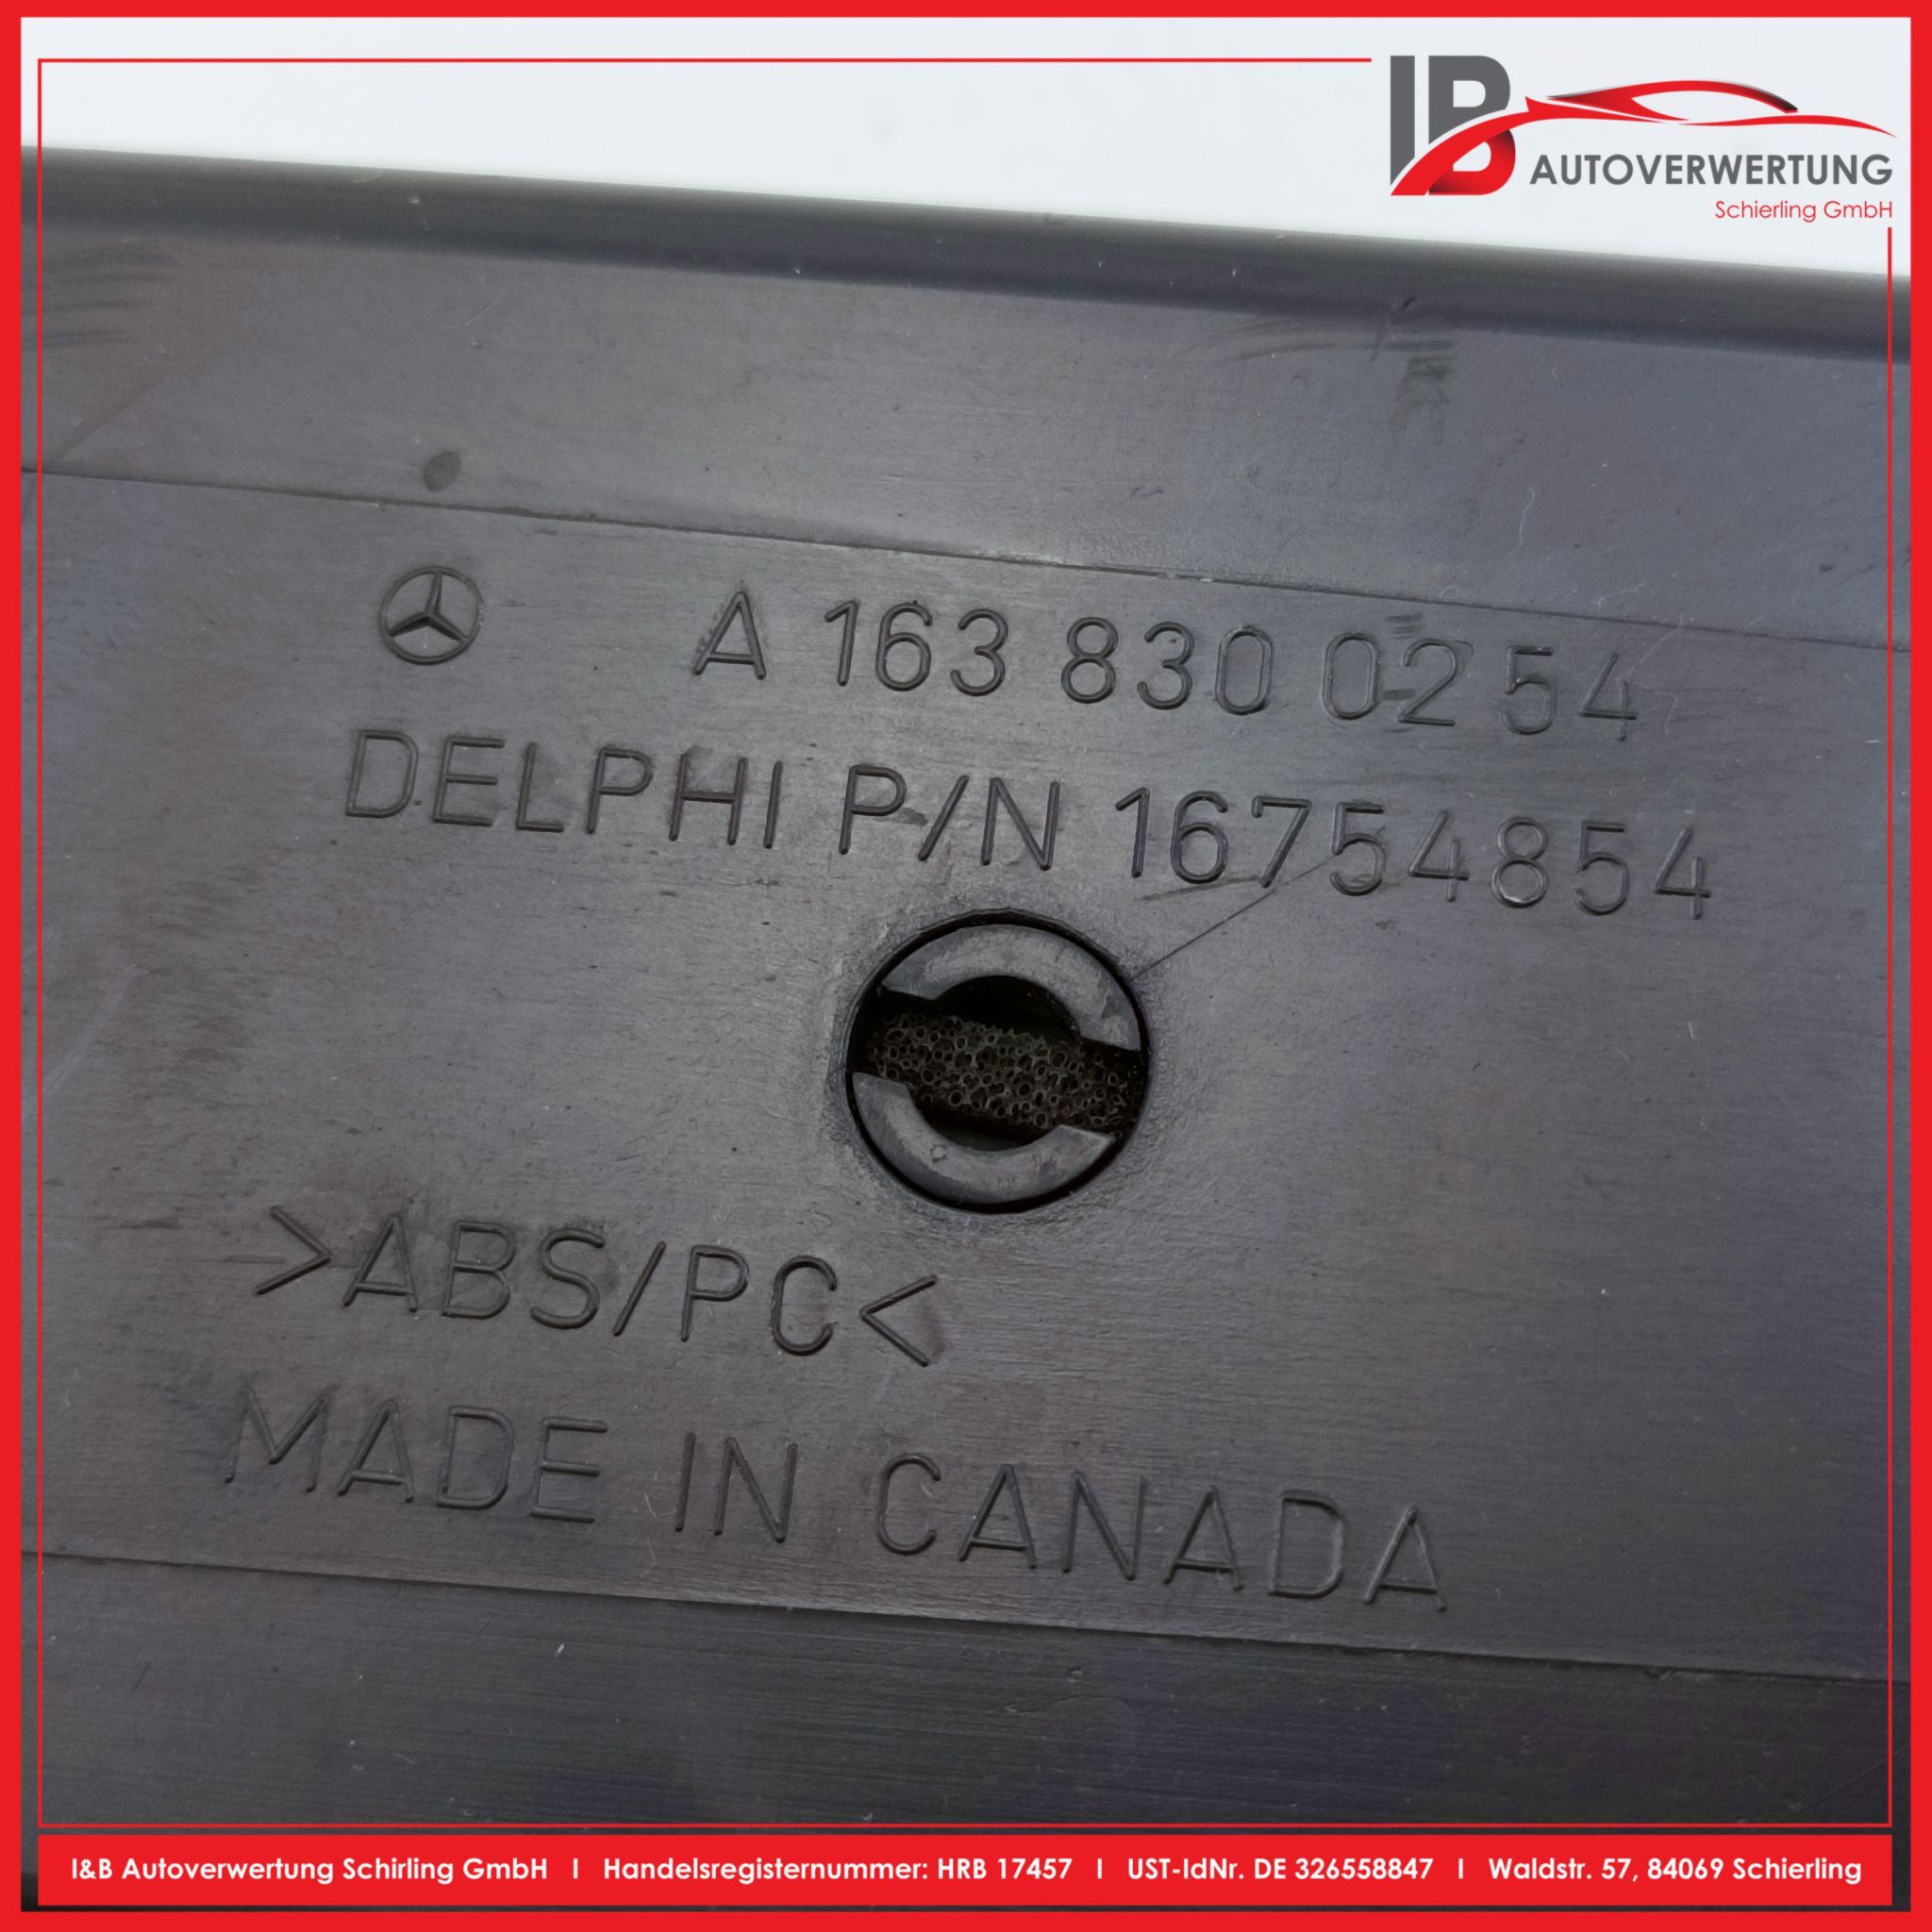 IB
AUTOVERWERTUNG
Schierling GmbH
A 163 830 02 54
DELPHI P/N 16754854
>ABS/PC<
MADE IN CANADA
I&B Autoverwertung Schirling GmbH I Handelsregisternummer: HRB 17457 I UST-IdNr. DE 326558847 I Waldstr. 57, 84069 Schierling